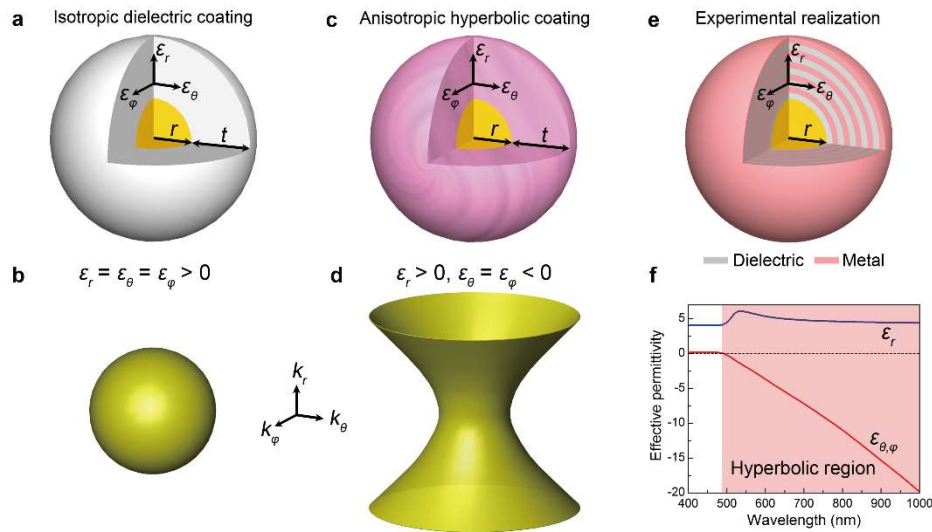 a Isotropic dielectric coating
εr
εφ
εθ
r
t
b εr = εθ = εφ > 0
kr
kφ
kθ
c Anisotropic hyperbolic coating
εr
εφ
εθ
r
t
d εr > 0, εθ = εφ < 0
e Experimental realization
εr
εφ
εθ
r
Dielectric Metal
f
Effective permittivity
5
0
-5
-10
-15
-20
εr
εθ,φ
Hyperbolic region
400 500 600 700 800 900 1000
Wavelength (nm)